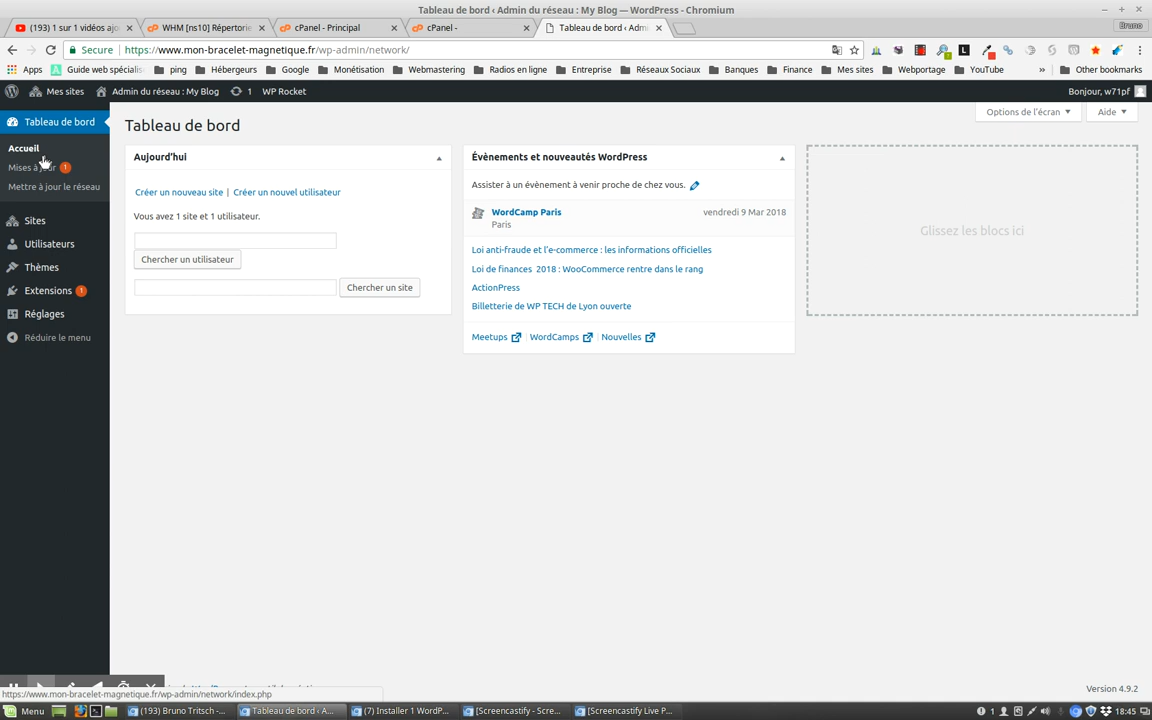 Tableau de bord ‹ Admin du réseau : My Blog — WordPress - Chromium
(193) 1 sur 1 vidéos ajo
WHM [ns10] Répertoire
cPanel - Principal
cPanel -
Tableau de bord ‹ Adm
Bruno
Secure
https://www.mon-bracelet-magnetique.fr/wp-admin/network/
Apps
Guide web spécialis
ping
Hébergeurs
Google
Monétisation
Webmastering
Radios en ligne
Entreprise
Réseaux Sociaux
Banques
Finance
Mes sites
Webportage
YouTube
»
Other bookmarks
Mes sites
Admin du réseau : My Blog
1
WP Rocket
Bonjour, w71pf
Tableau de bord
Accueil
Mises à jour 1
Mettre à jour le réseau
Sites
Utilisateurs
Thèmes
Extensions 1
Réglages
Réduire le menu
Options de l'écran
Aide
Tableau de bord
Aujourd'hui
Créer un nouveau site | Créer un nouvel utilisateur
Vous avez 1 site et 1 utilisateur.
Chercher un utilisateur
Chercher un site
Évènements et nouveautés WordPress
Assister à un évènement à venir proche de chez vous.
WordCamp Paris
vendredi 9 Mar 2018
Paris
Loi anti-fraude et l'e-commerce : les informations officielles
Loi de finances 2018 : WooCommerce rentre dans le rang
ActionPress
Billetterie de WP TECH de Lyon ouverte
Meetups
WordCamps
Nouvelles
Glissez les blocs ici
Version 4.9.2
https://www.mon-bracelet-magnetique.fr/wp-admin/network/index.php
Menu
(193) Bruno Tritsch -...
Tableau de bord ‹ A...
(7) Installer 1 WordP...
[Screencastify - Scre...
[Screencastify Live P...
1
18:45